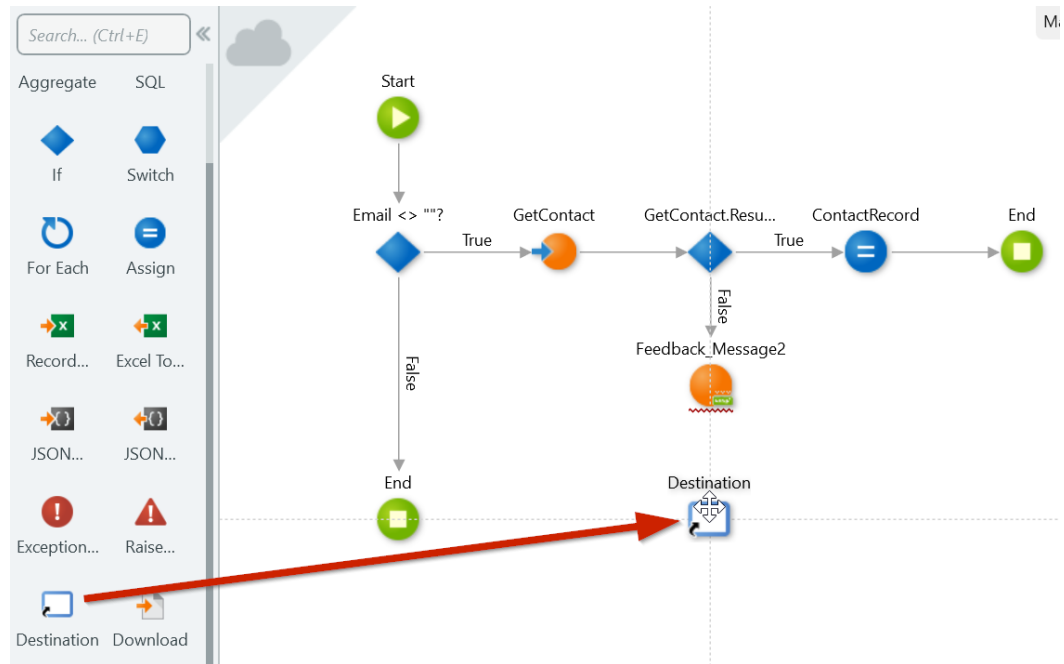 Search... (Ctrl+E)
Aggregate
SQL
If
Switch
For Each
Assign
Record...
Excel To...
JSON...
JSON...
Exception...
Raise...
Destination
Download
Ma
Start
Email <> ""?
True
GetContact
GetContact.Resu...
True
ContactRecord
End
False
Feedback_Message2
False
End
Destination